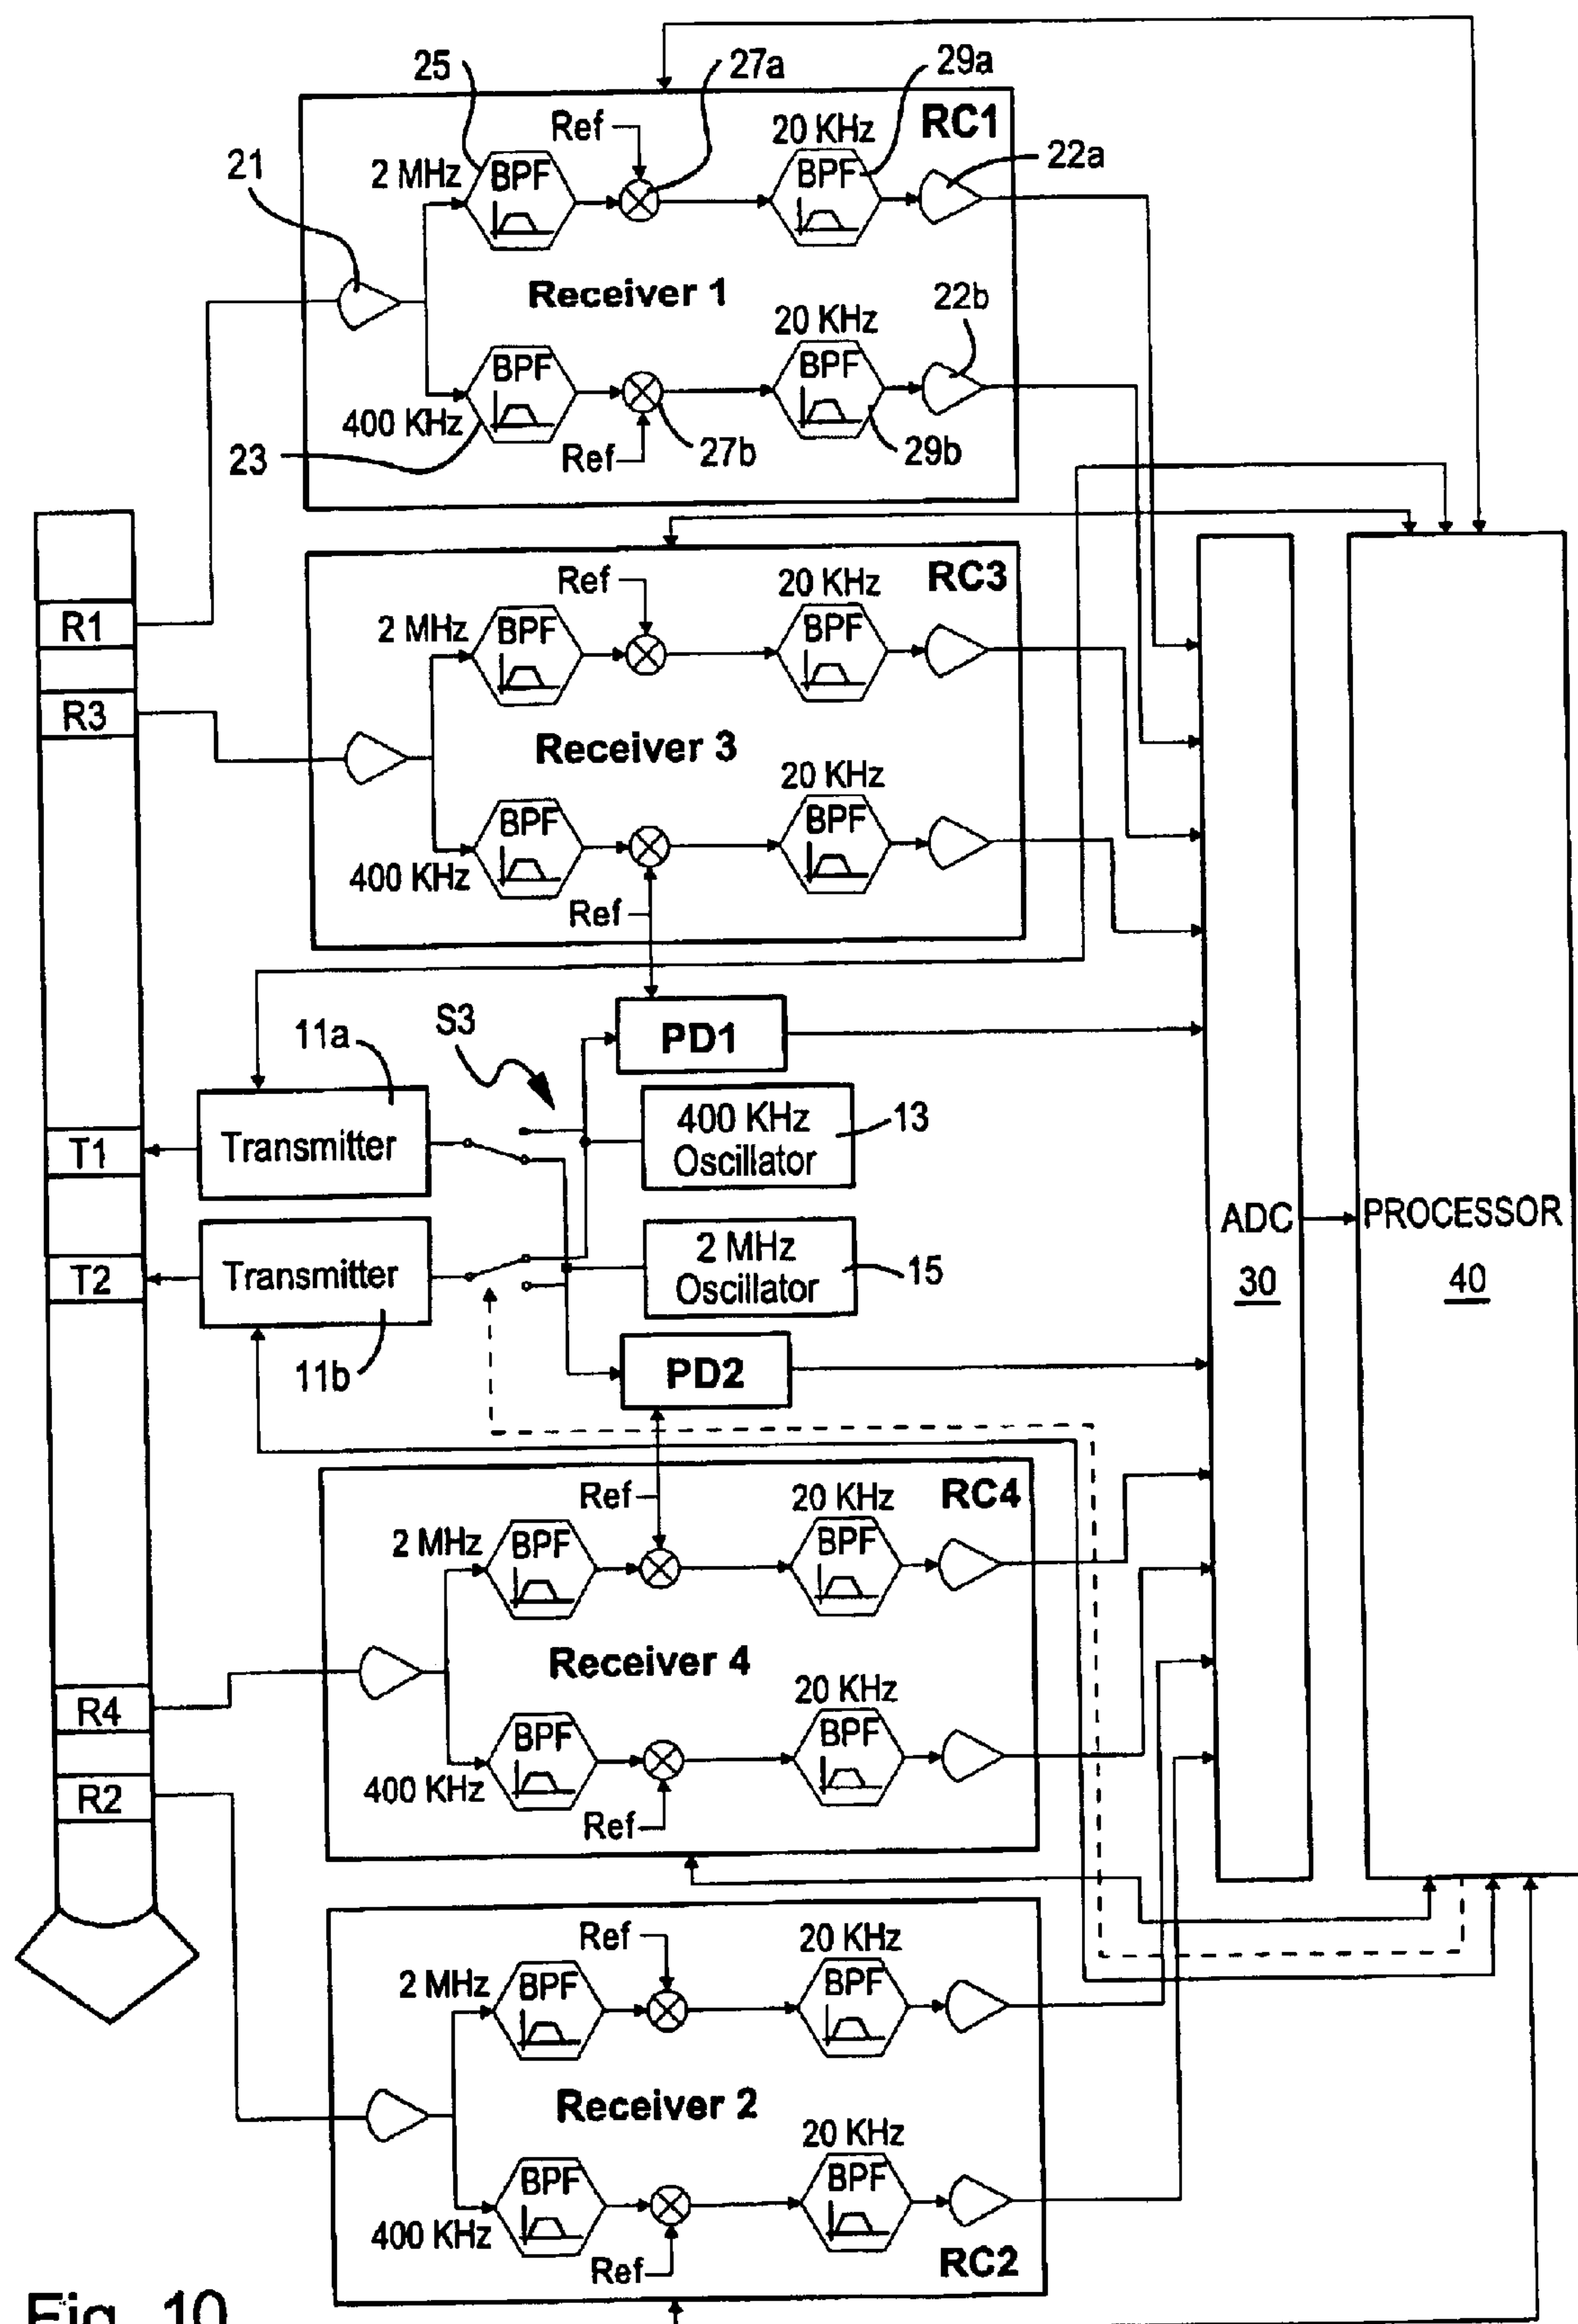 25
27a
29a
RC1
Ref
20 KHz
22a
21
2 MHz
BPF
BPF
Receiver 1
22b
20 KHz
BPF
BPF
400 KHz
23
Ref
27b
29b
R1
R3
RC3
Ref
20 KHz
2 MHz
BPF
BPF
Receiver 3
20 KHz
BPF
BPF
400 KHz
Ref
S3
PD1
11a
Transmitter
T1
400 KHz
Oscillator
13
Transmitter
T2
11b
2 MHz
Oscillator
15
PD2
ADC
30
PROCESSOR
40
RC4
Ref
20 KHz
2 MHz
BPF
BPF
Receiver 4
20 KHz
BPF
BPF
400 KHz
Ref
R4
R2
Ref
20 KHz
2 MHz
BPF
BPF
Receiver 2
20 KHz
BPF
BPF
400 KHz
Ref
RC2
Fig. 10